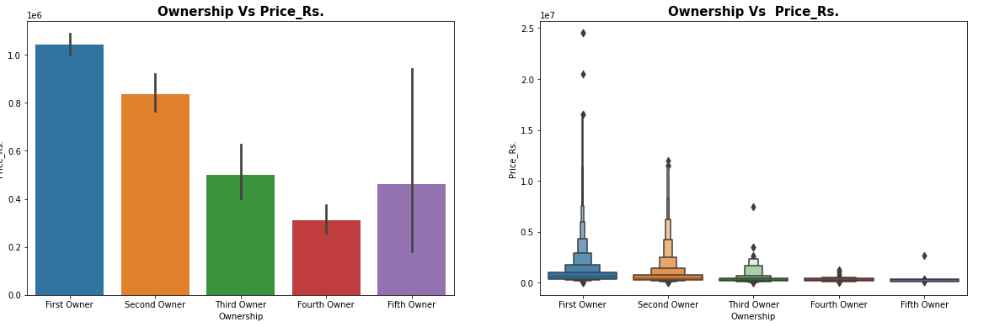 Ownership Vs Price_Rs.
1e6
1.0
0.8
0.6
0.4
0.2
0.0
Price_Rs.
First Owner Second Owner Third Owner Fourth Owner Fifth Owner
Ownership
Ownership Vs  Price_Rs.
1e7
2.5
2.0
1.5
1.0
0.5
0.0
Price_Rs.
First Owner Second Owner Third Owner Fourth Owner Fifth Owner
Ownership